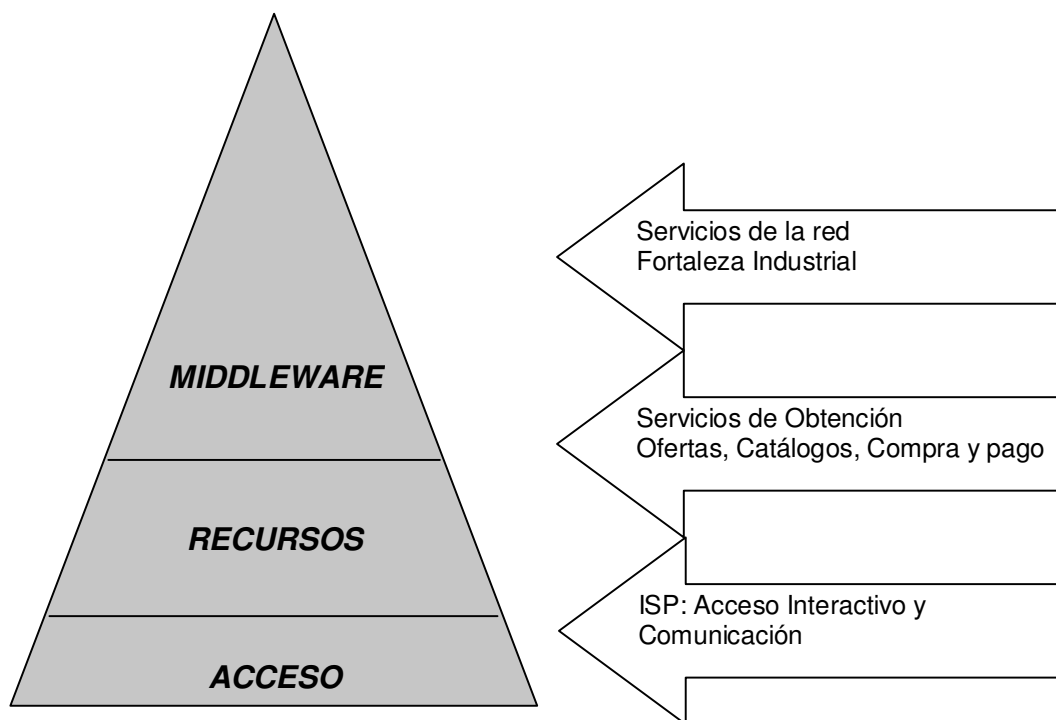 Servicios de la red
Fortaleza Industrial
MIDDLEWARE
Servicios de Obtención
Ofertas, Catálogos, Compra y pago
RECURSOS
ISP: Acceso Interactivo y
Comunicación
ACCESO